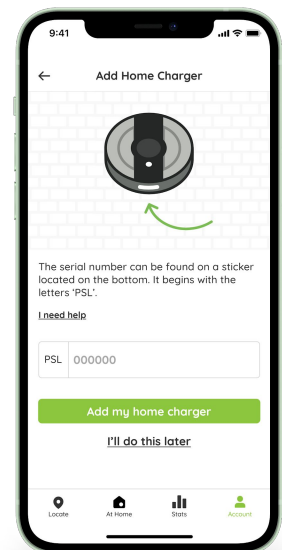 9:41
Add Home Charger
The serial number can be found on a sticker
located on the bottom. It begins with the
letters ‘PSL’.
I need help
PSL 000000
Add my home charger
I’ll do this later
Locate At Home Stats Account